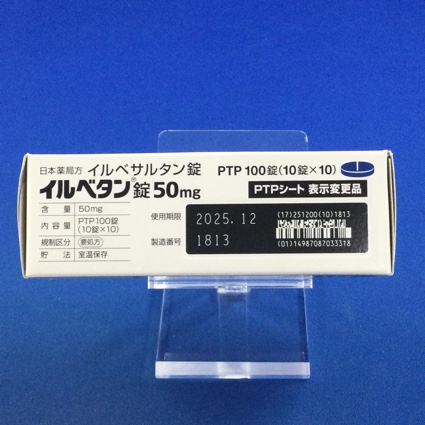 日本薬局方 イルベサルタン錠
イルベタン®錠50mg
PTP 100錠(10錠×10)
PTPシート 表示変更品
含量 50mg
内容量 PTP100錠
(10錠×10)
規制区分 要処方
貯法 室温保存
使用期限 2025.12
製造番号 1813
(17)251200(10)1813
(01)14987087033318